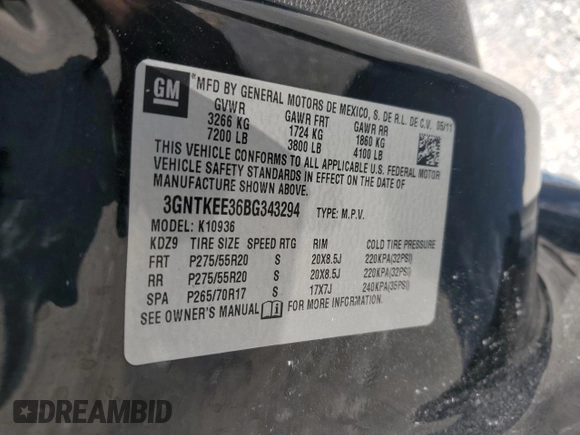 GM
® MFD BY GENERAL MOTORS DE MEXICO, S. DE R.L. DE C.V. 05/11
GVWR GAWR FRT GAWR RR
3266 KG 1724 KG 1860 KG
7200 LB 3800 LB 4100 LB
THIS VEHICLE CONFORMS TO ALL APPLICABLE U.S. FEDERAL MOTOR
VEHICLE SAFETY STANDARDS IN EFFECT ON THE DATE OF
MANUFACTURE SHOWN ABOVE.
3GNTKEE36BG343294 TYPE: M.P.V.
MODEL: K10936
KDZ9 TIRE SIZE SPEED RTG RIM COLD TIRE PRESSURE
FRT P275/55R20 S 20X8.5J 220KPA(32PSI)
RR P275/55R20 S 20X8.5J 220KPA(32PSI)
SPA P265/70R17 S 17X7J 240KPA(35PSI)
SEE OWNER'S MANUAL FOR MORE INFORMATION.
DREAMBID